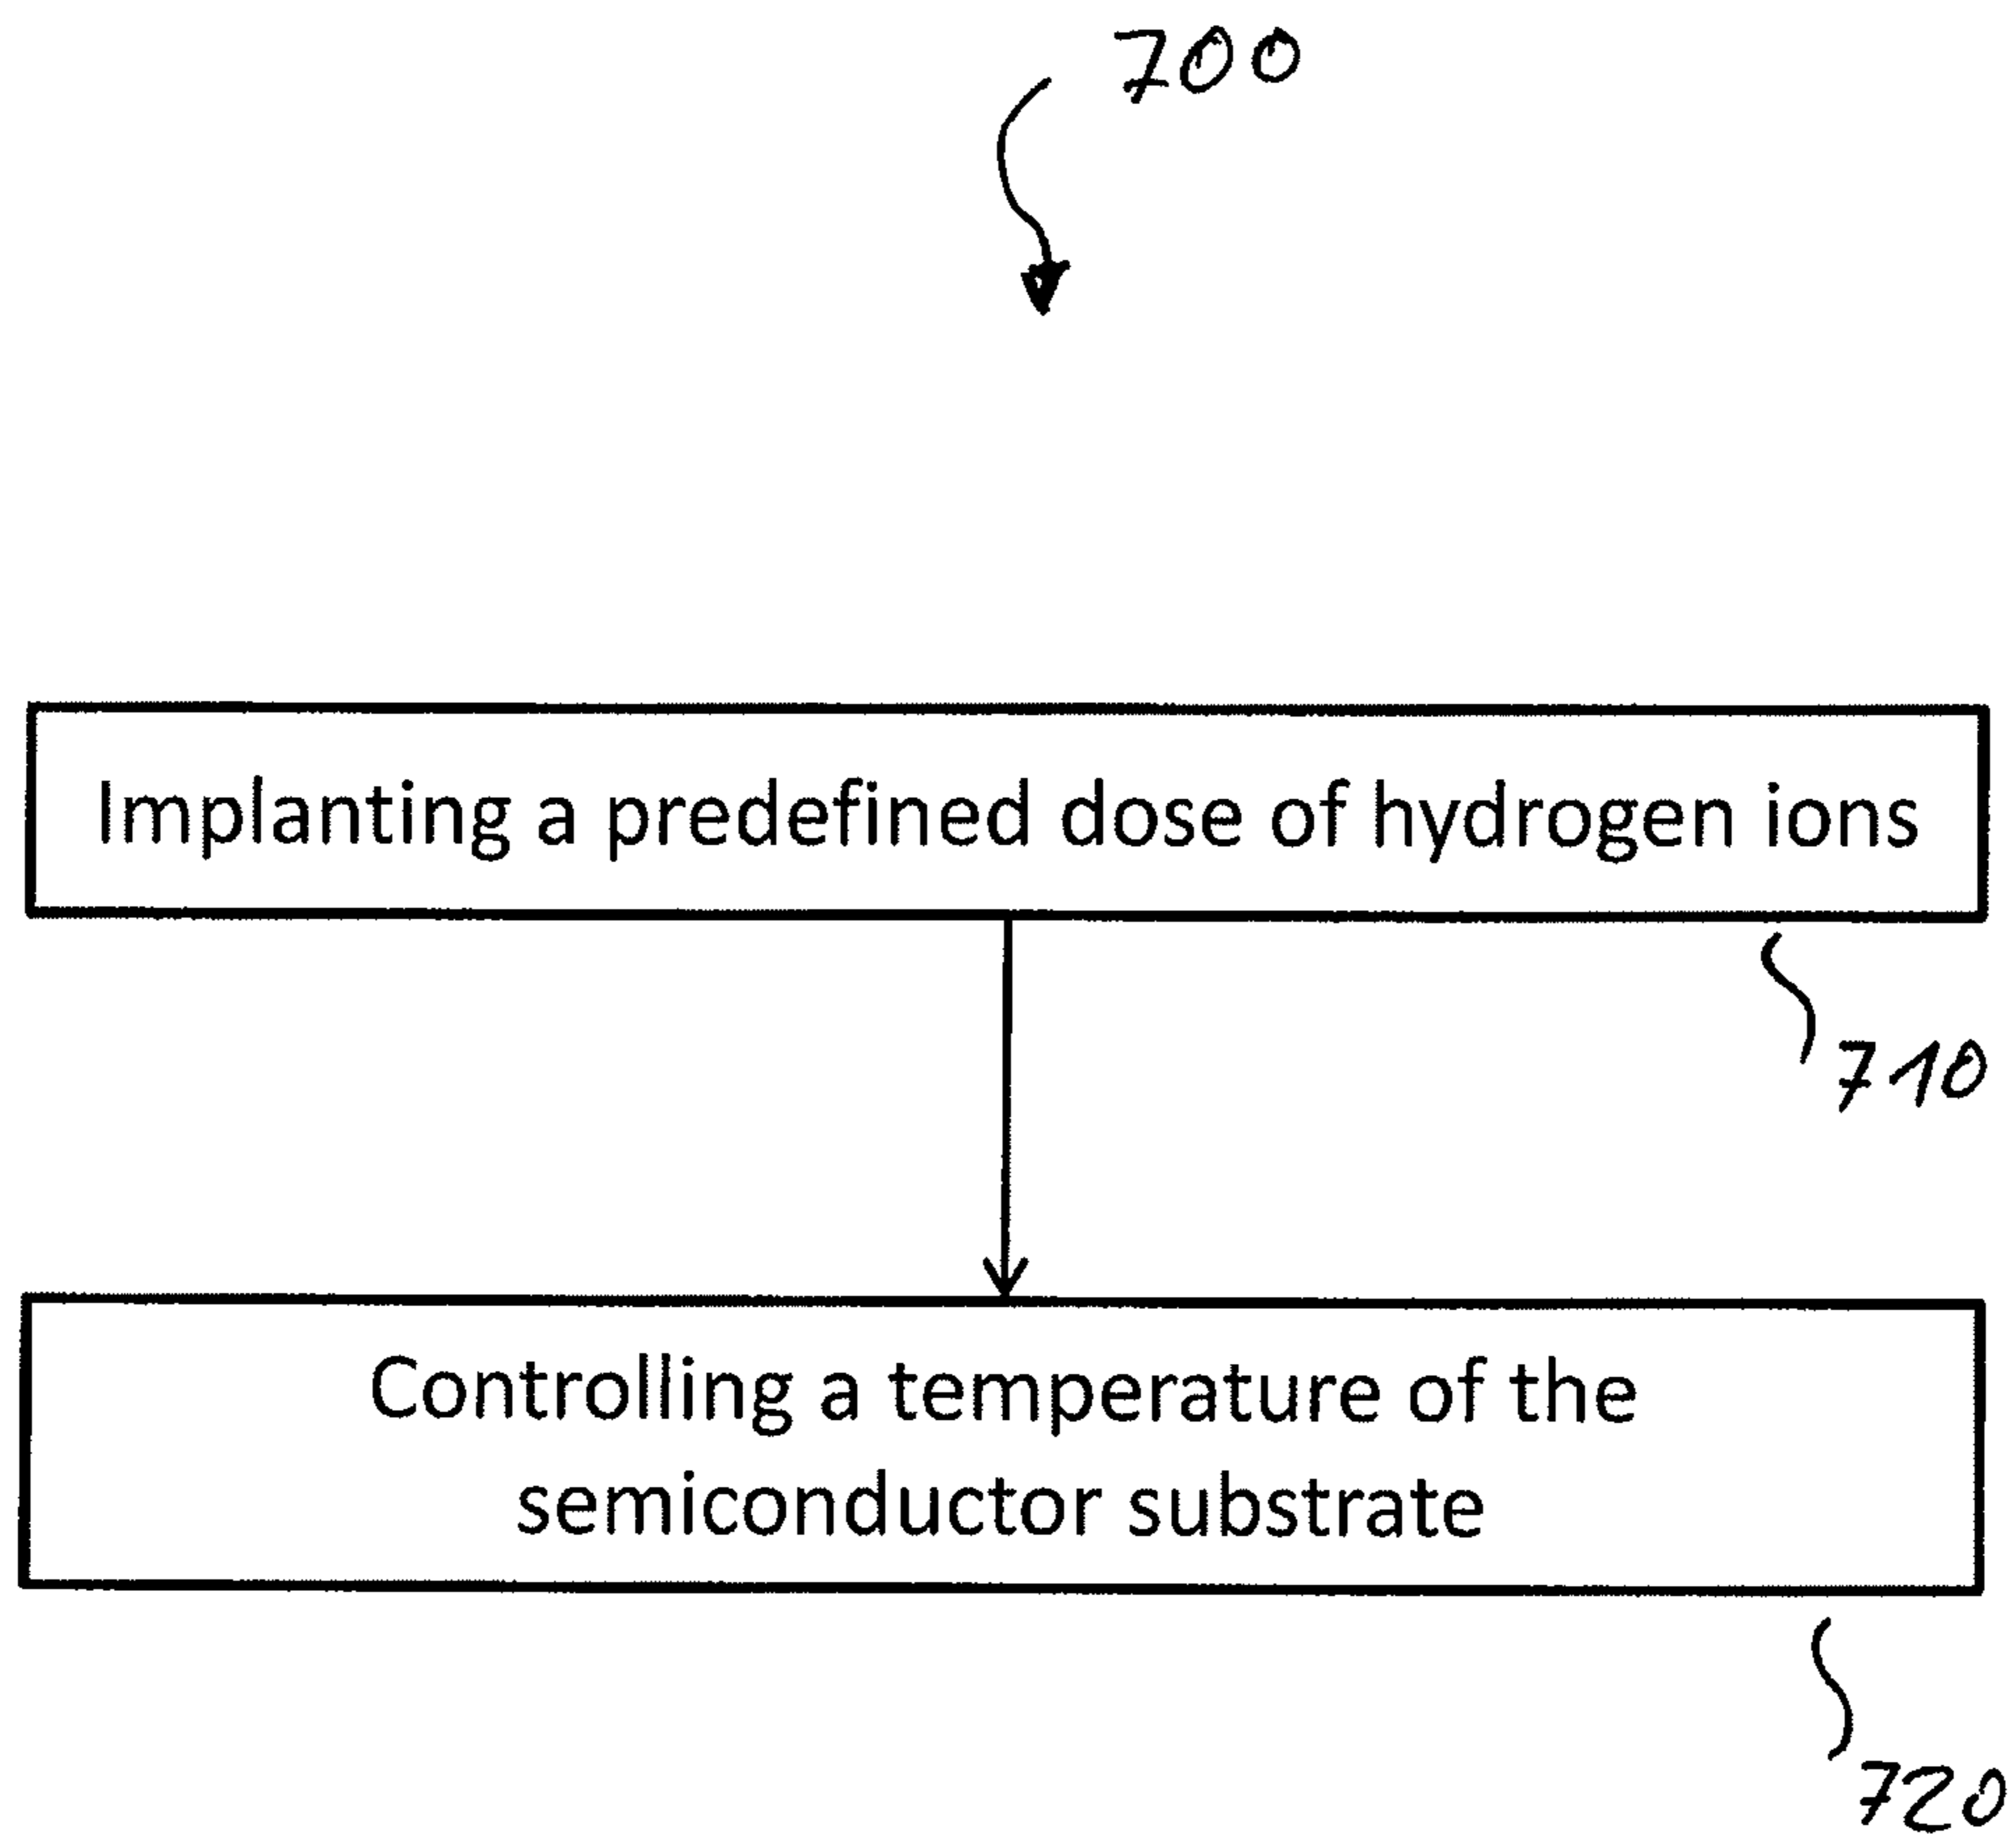 700
Implanting a predefined dose of hydrogen ions
710
Controlling a temperature of the
semiconductor substrate
720